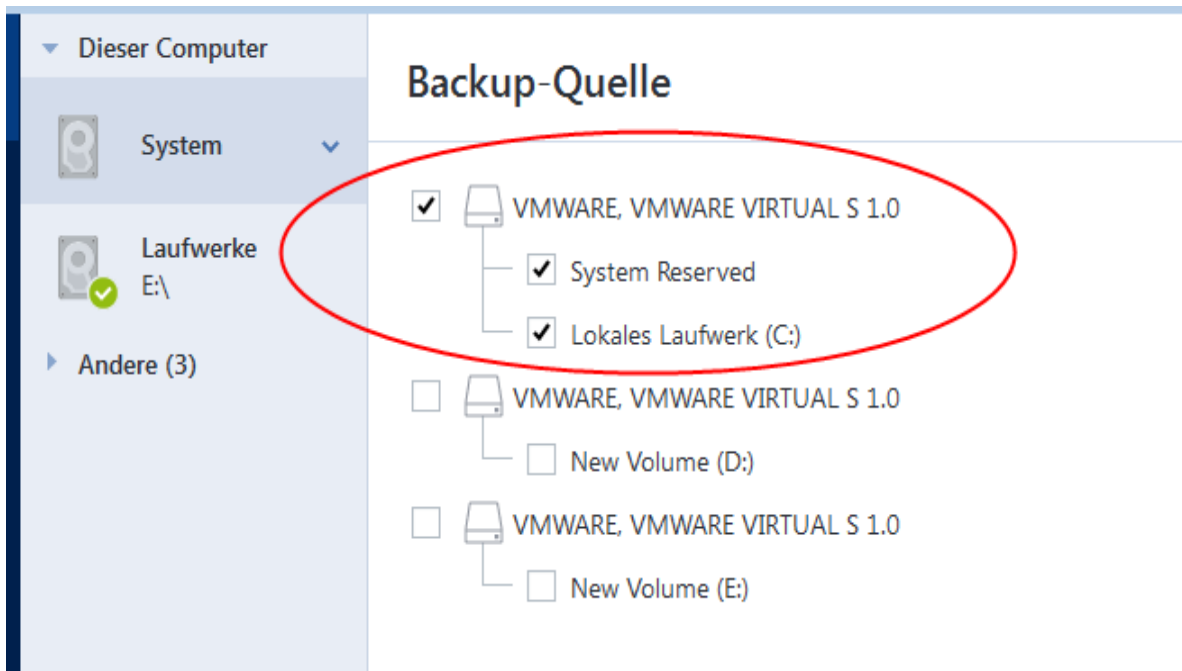 Dieser Computer
System
Laufwerke
E:\
Andere (3)
Backup-Quelle
VMWARE, VMWARE VIRTUAL S 1.0
System Reserved
Lokales Laufwerk (C:)
VMWARE, VMWARE VIRTUAL S 1.0
New Volume (D:)
VMWARE, VMWARE VIRTUAL S 1.0
New Volume (E:)